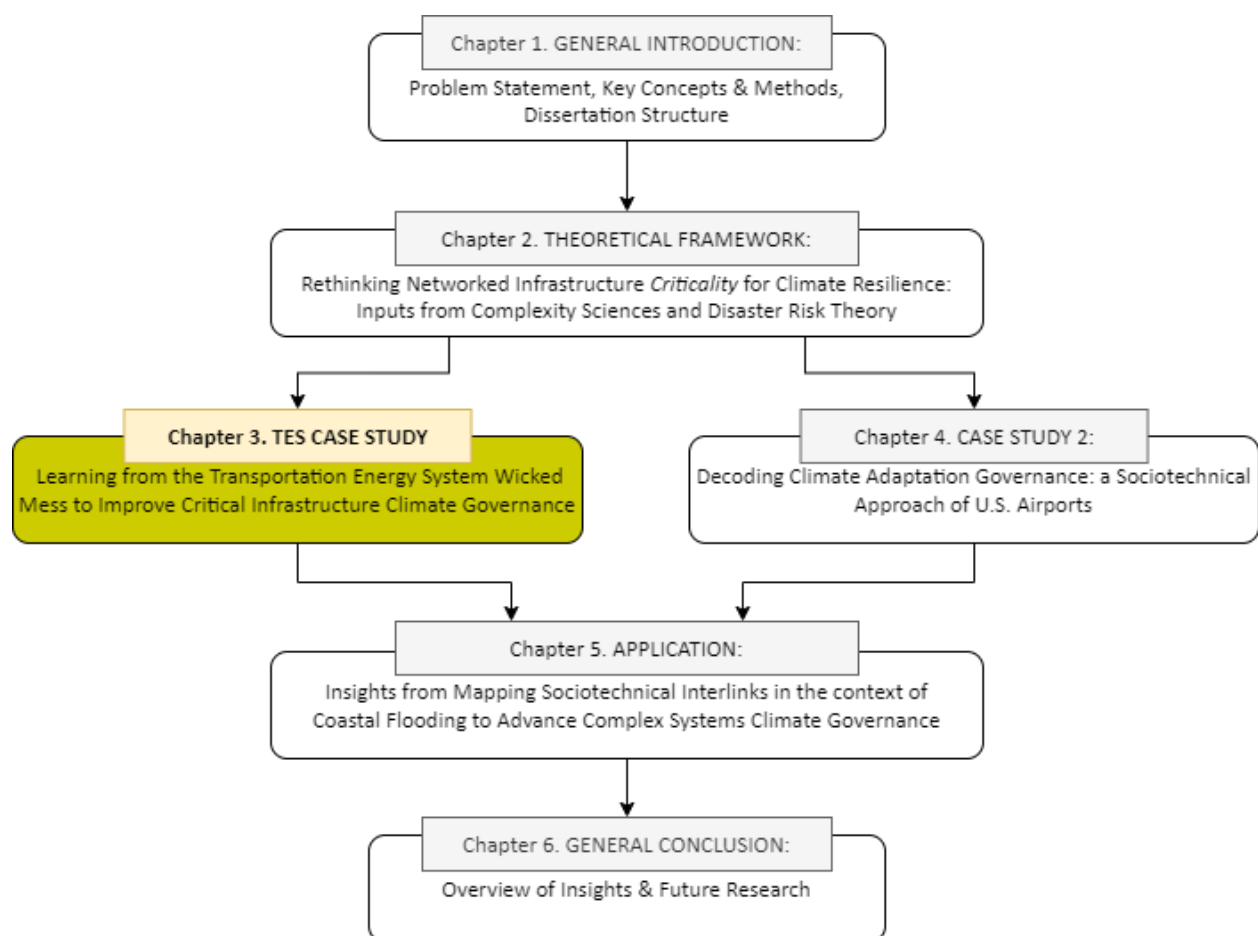 Chapter 1. GENERAL INTRODUCTION:
Problem Statement, Key Concepts & Methods,
Dissertation Structure
Chapter 2. THEORETICAL FRAMEWORK:
Rethinking Networked Infrastructure Criticality for Climate Resilience:
Inputs from Complexity Sciences and Disaster Risk Theory
Chapter 3. TES CASE STUDY
Learning from the Transportation Energy System Wicked
Mess to Improve Critical Infrastructure Climate Governance
Chapter 4. CASE STUDY 2:
Decoding Climate Adaptation Governance: a Sociotechnical
Approach of U.S. Airports
Chapter 5. APPLICATION:
Insights from Mapping Sociotechnical Interlinks in the context of
Coastal Flooding to Advance Complex Systems Climate Governance
Chapter 6. GENERAL CONCLUSION:
Overview of Insights & Future Research